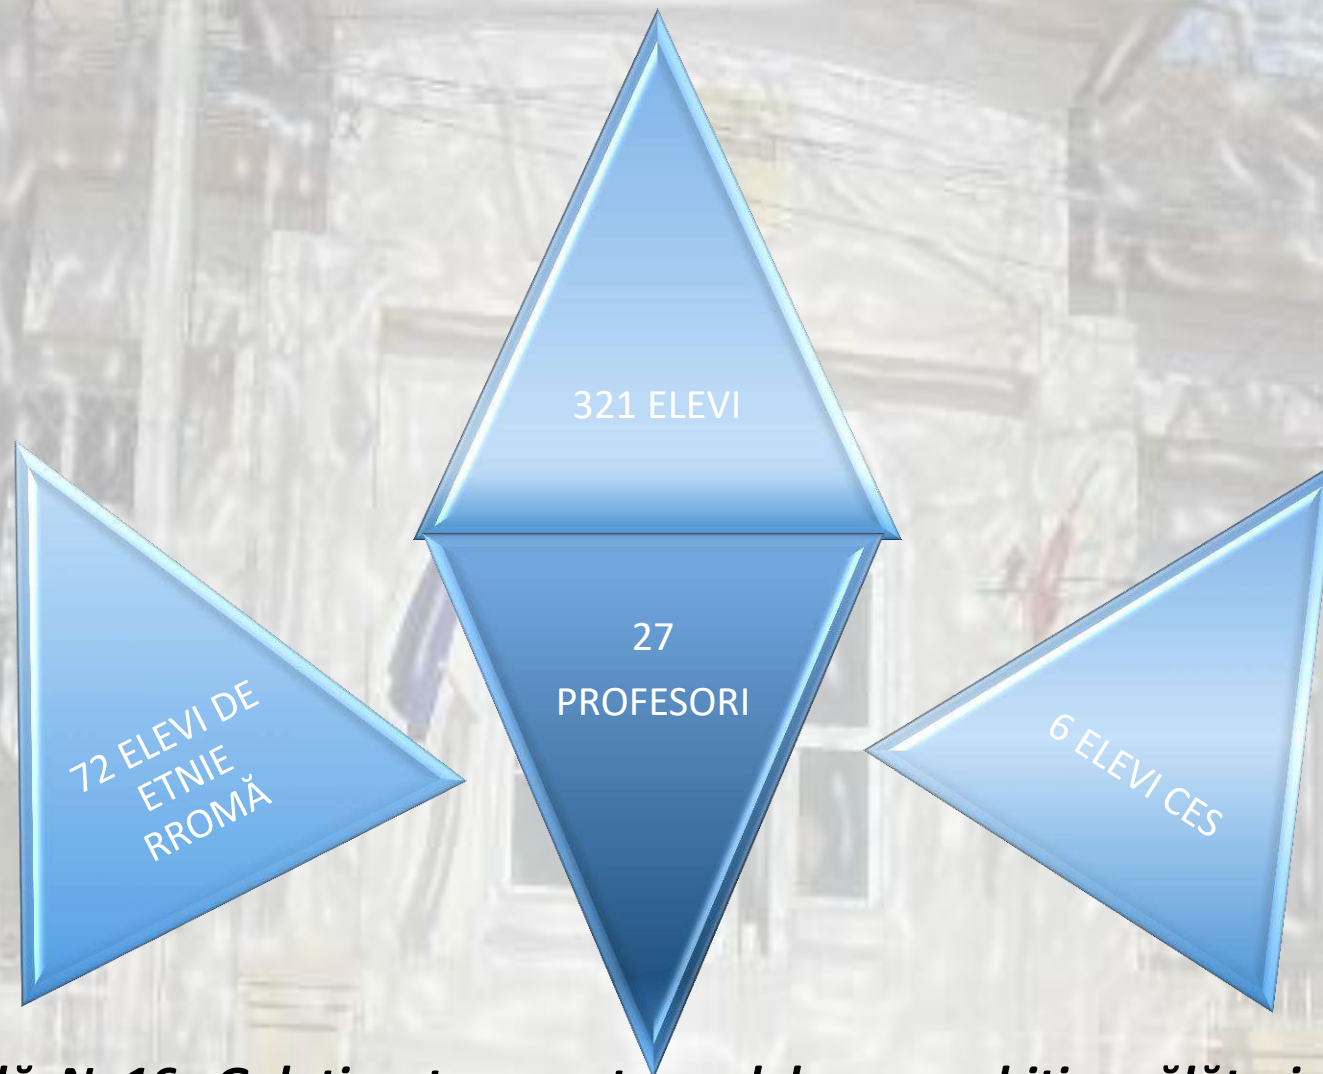 321 ELEVI
27
PROFESORI
72 ELEVI DE
ETNIE
RROMĂ
6 ELEVI CES